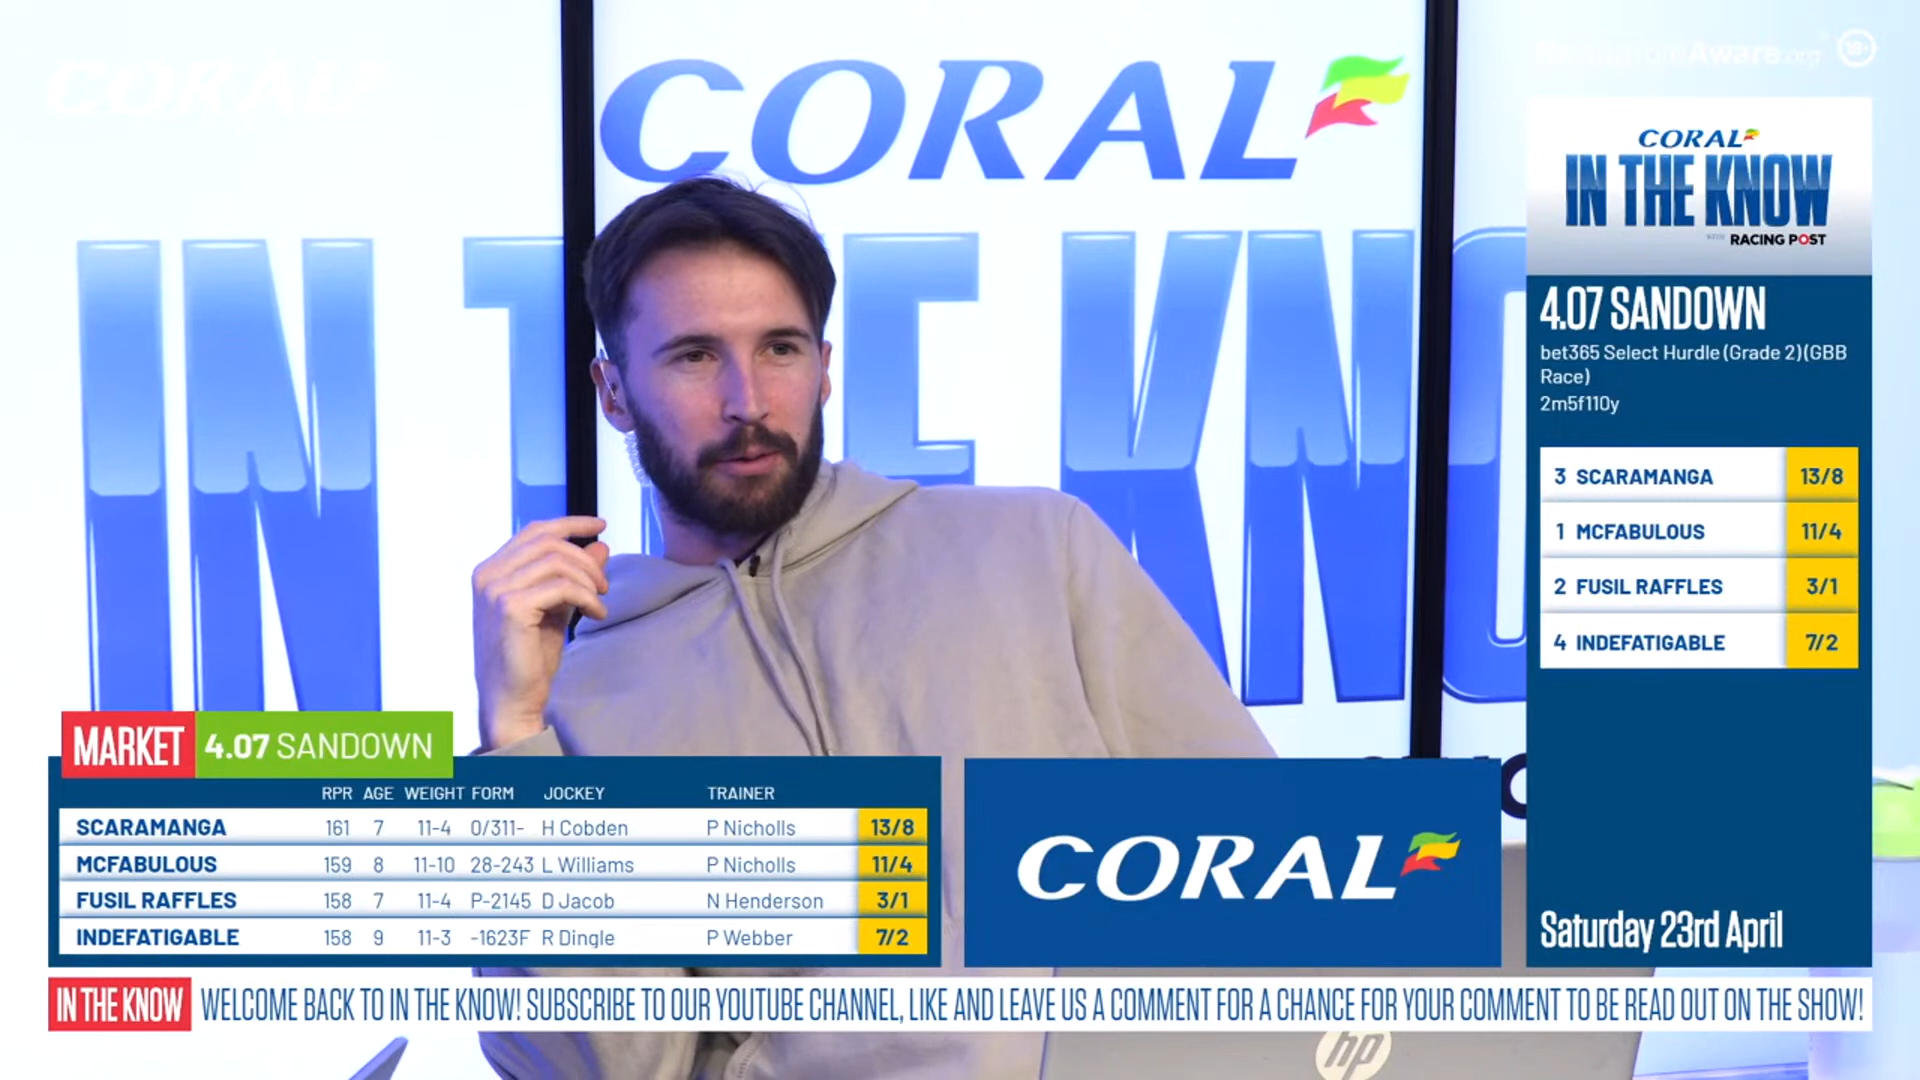 CORAL
CORAL
Aware.org 18+
IN THE KNO
CORAL
IN THE KNOW
WITH RACING POST
4.07 SANDOWN
bet365 Select Hurdle (Grade 2) (GBB
Race)
2m5f110y
3 SCARAMANGA 13/8
1 MCFABULOUS 11/4
2 FUSIL RAFFLES 3/1
4 INDEFATIGABLE 7/2
Saturday 23rd April
MARKET 4.07 SANDOWN
RPR AGE WEIGHT FORM JOCKEY TRAINER
SCARAMANGA 161 7 11-4 0/311- H Cobden P Nicholls 13/8
MCFABULOUS 159 8 11-10 28-243 L Williams P Nicholls 11/4
FUSIL RAFFLES 158 7 11-4 P-2145 D Jacob N Henderson 3/1
INDEFATIGABLE 158 9 11-3 -1623F R Dingle P Webber 7/2
CORAL
IN THE KNOW WELCOME BACK TO IN THE KNOW! SUBSCRIBE TO OUR YOUTUBE CHANNEL, LIKE AND LEAVE US A COMMENT FOR A CHANCE FOR YOUR COMMENT TO BE READ OUT ON THE SHOW!
hp